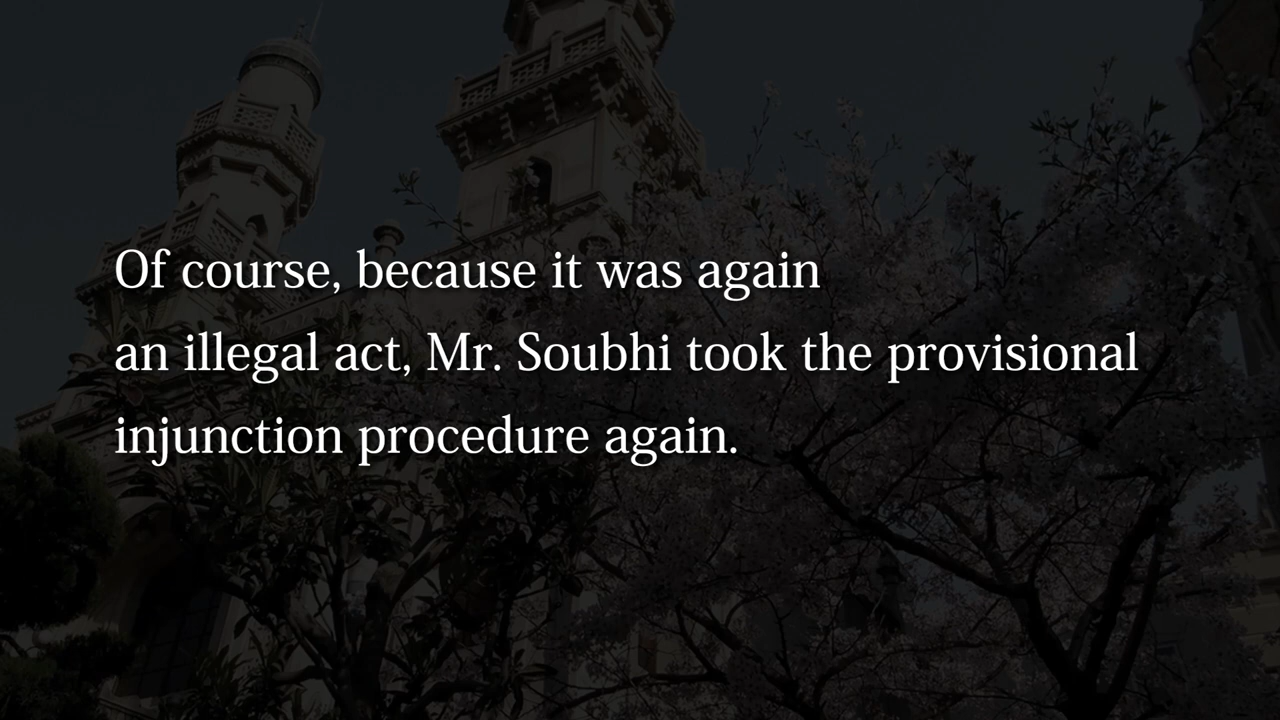 Of course, because it was again
an illegal act, Mr. Soubhi took the provisional
injunction procedure again.